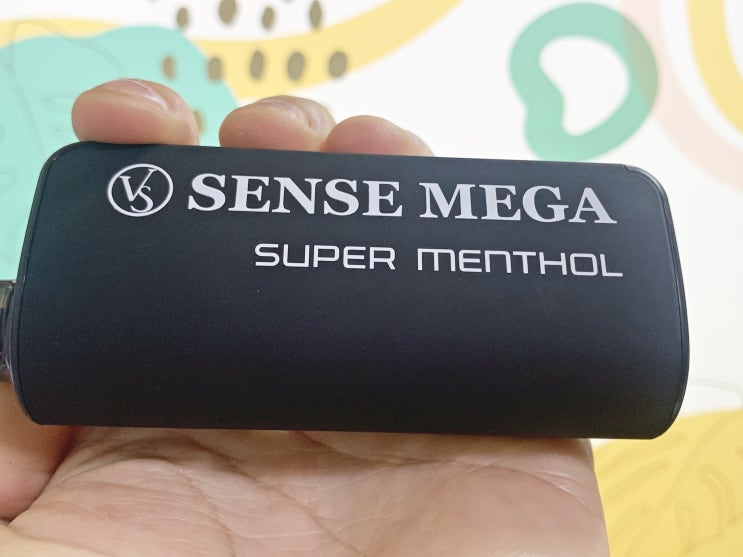 VS SENSE MEGA
SUPER MENTHOL